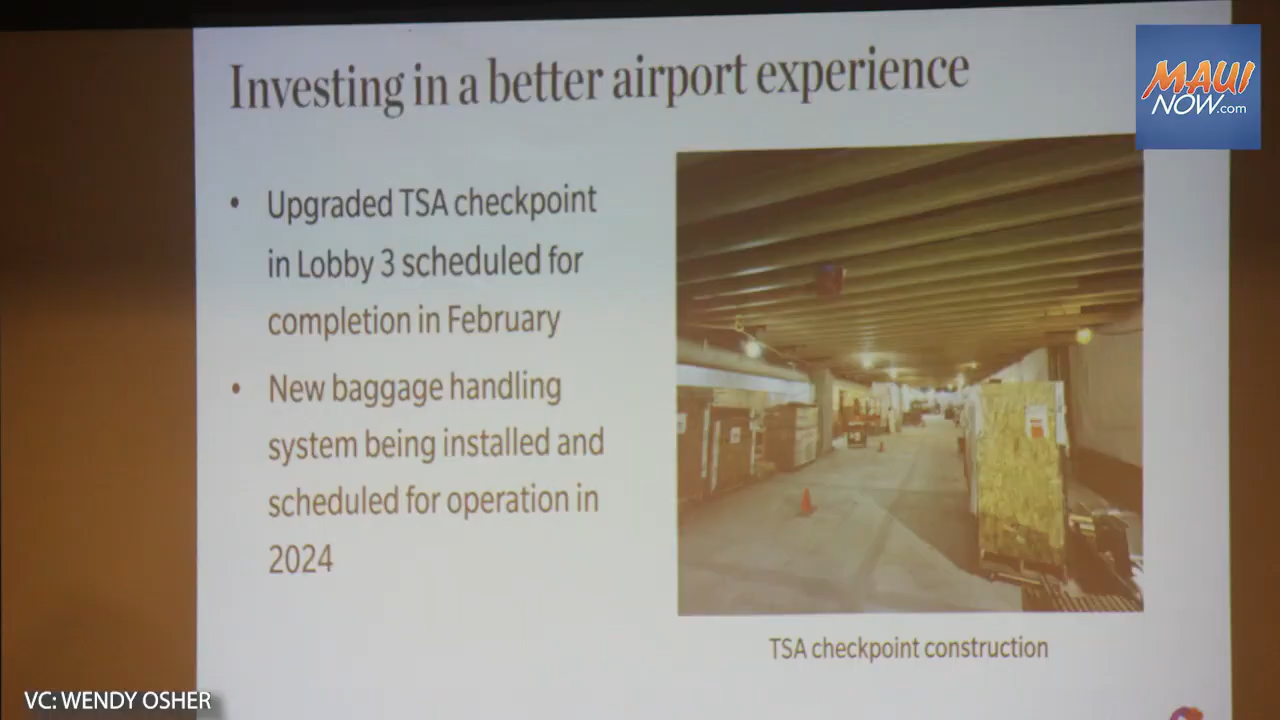 Investing in a better airport experience
MAUI
NOW.com
• Upgraded TSA checkpoint
in Lobby 3 scheduled for
completion in February
• New baggage handling
system being installed and
scheduled for operation in
2024
TSA checkpoint construction
VC: WENDY OSHER